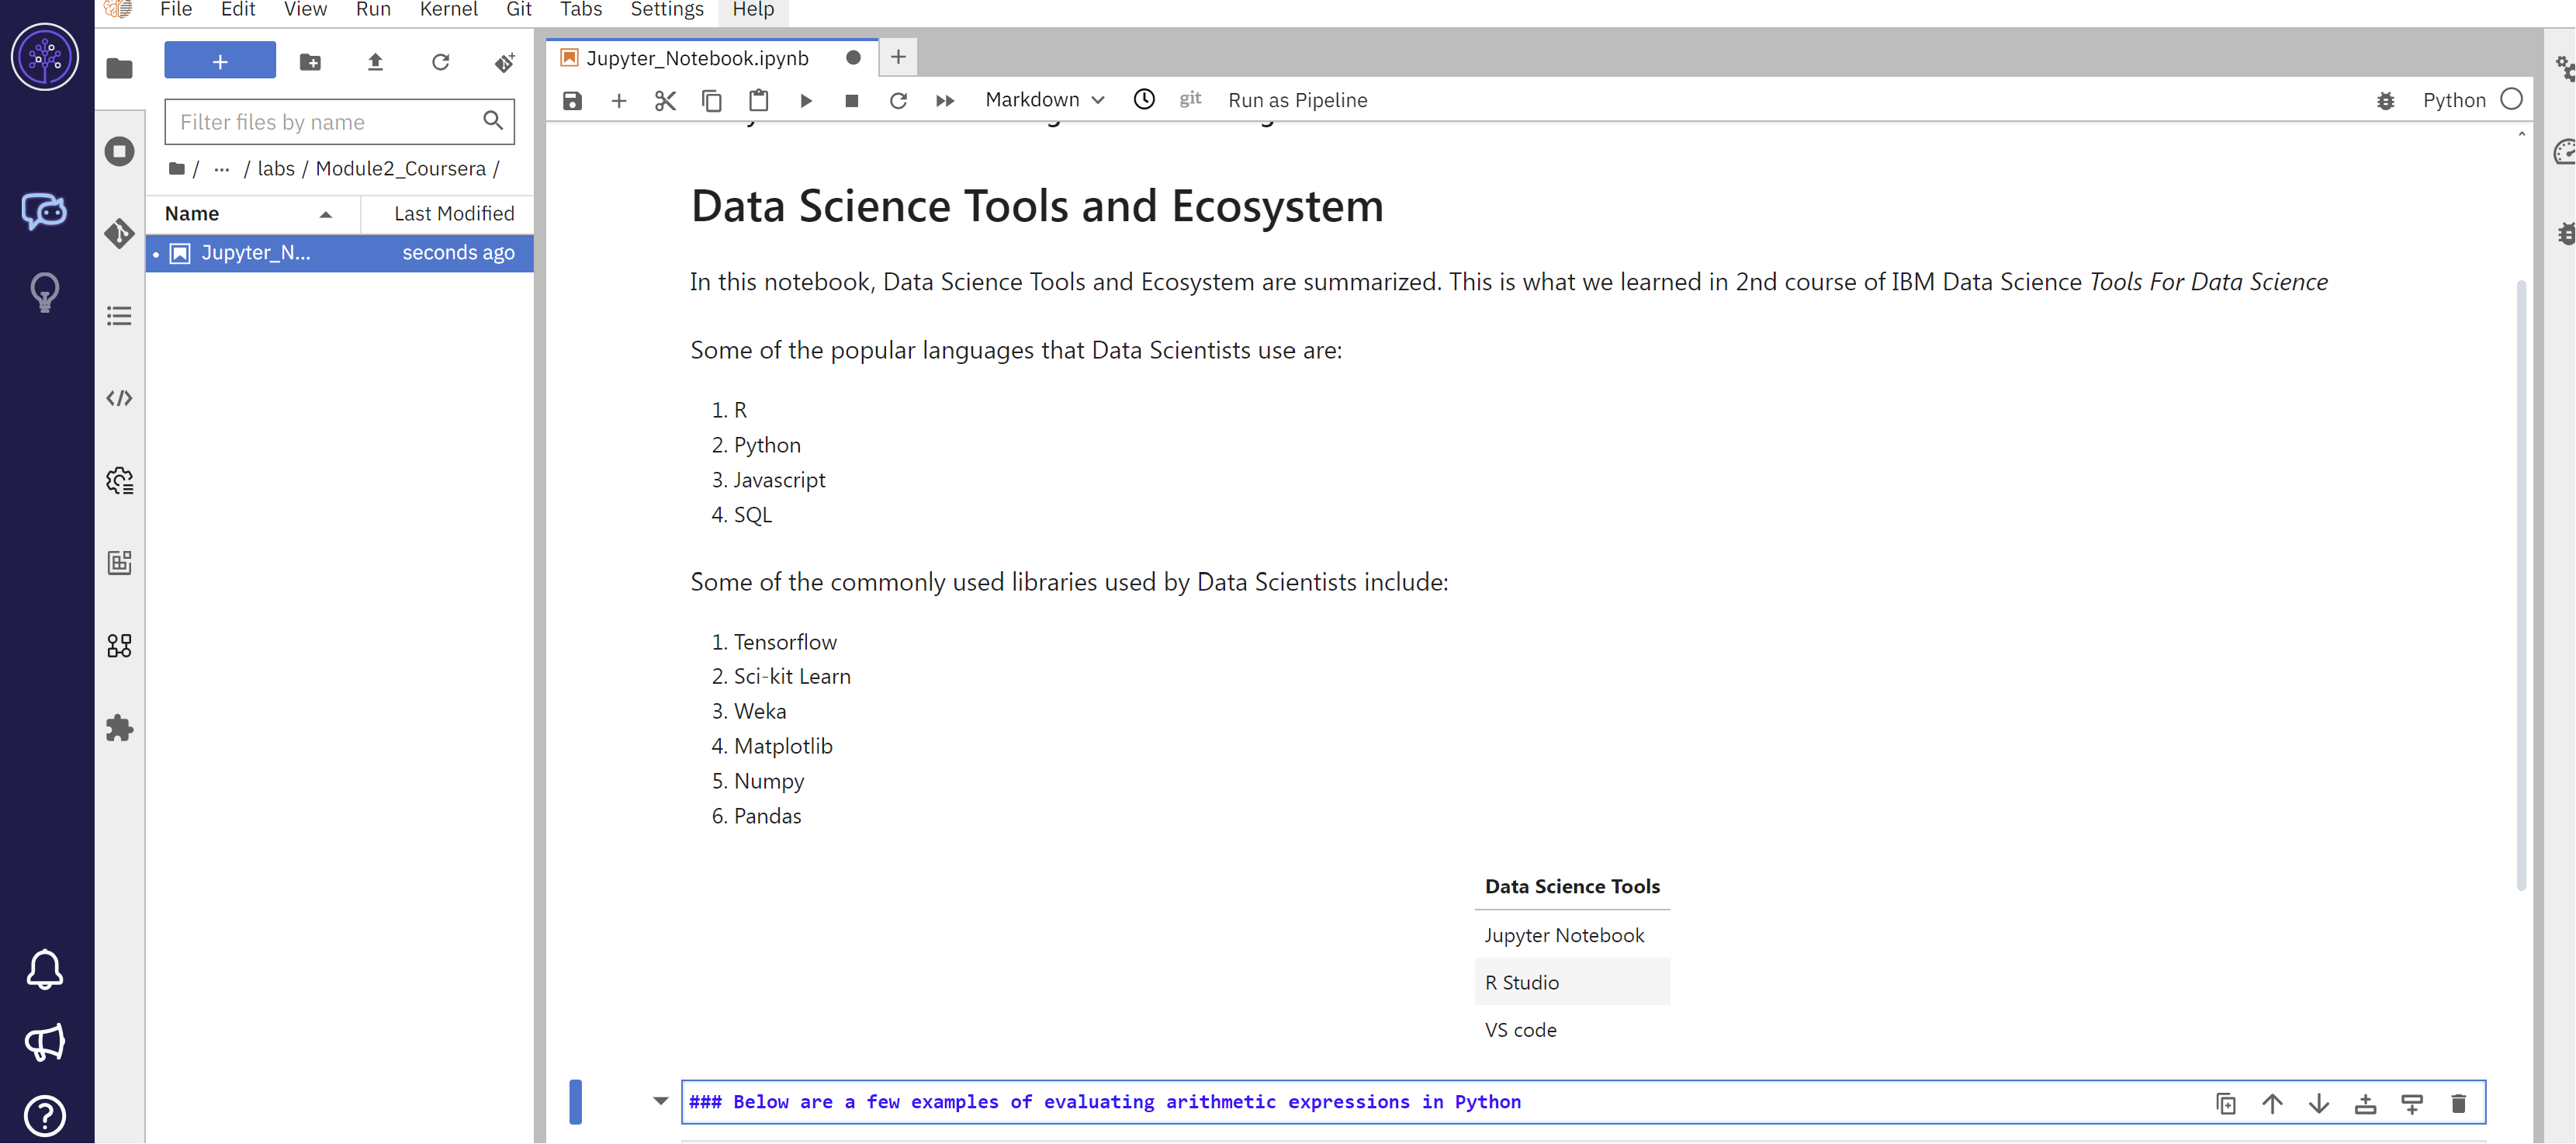 File Edit View Run Kernel Git Tabs Settings Help
Jupyter_Notebook.ipynb
Filter files by name
/ ... / labs / Module2_Coursera /
Name Last Modified
Jupyter_N... seconds ago
Markdown git Run as Pipeline Python
Data Science Tools and Ecosystem
In this notebook, Data Science Tools and Ecosystem are summarized. This is what we learned in 2nd course of IBM Data Science Tools For Data Science
Some of the popular languages that Data Scientists use are:
1. R
2. Python
3. Javascript
4. SQL
Some of the commonly used libraries used by Data Scientists include:
1. Tensorflow
2. Sci-kit Learn
3. Weka
4. Matplotlib
5. Numpy
6. Pandas
Data Science Tools
Jupyter Notebook
R Studio
VS code
### Below are a few examples of evaluating arithmetic expressions in Python